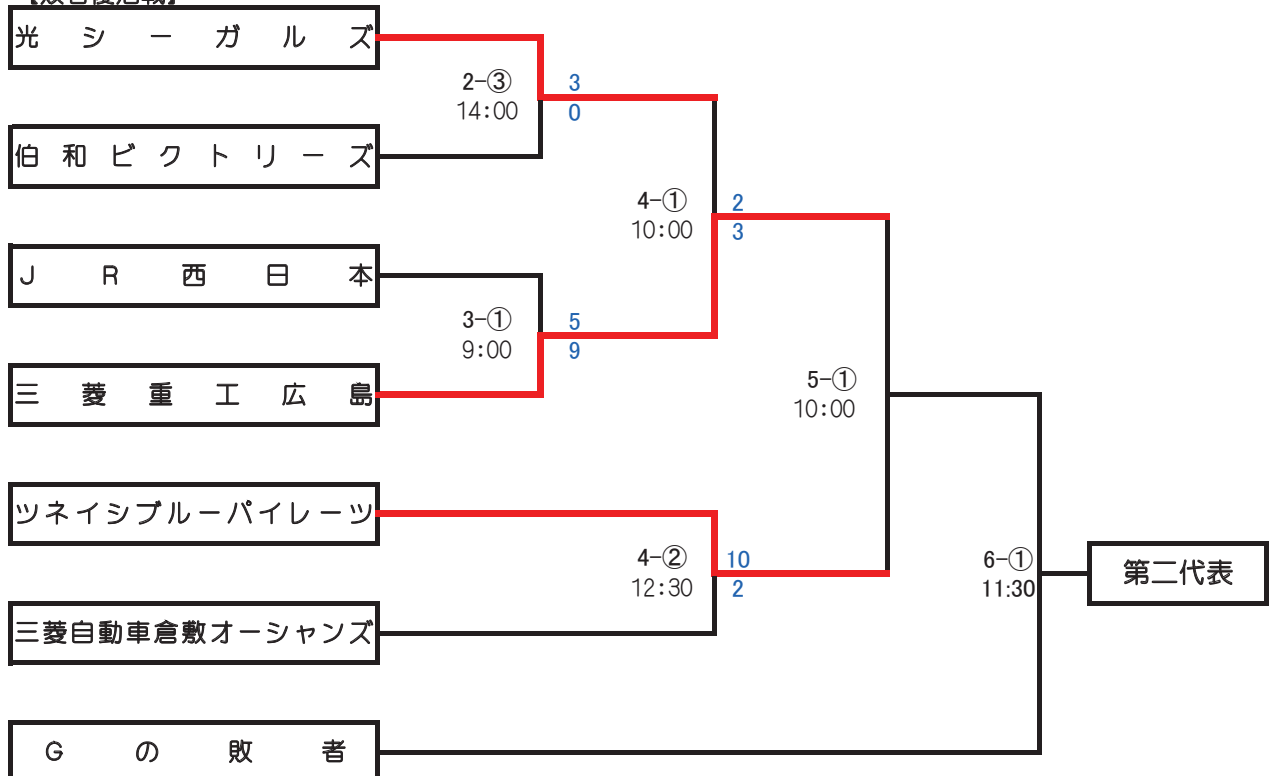 光シーガルズ
2-③
14:00
3
0
伯和ビクトリーズ
4-①
10:00
2
3
JR西日本
3-①
9:00
5
9
三菱重工広島
5-①
10:00
ツネイシブルーパイレーツ
4-②
12:30
10
2
6-①
11:30
第二代表
三菱自動車倉敷オーシャンズ
Gの敗者